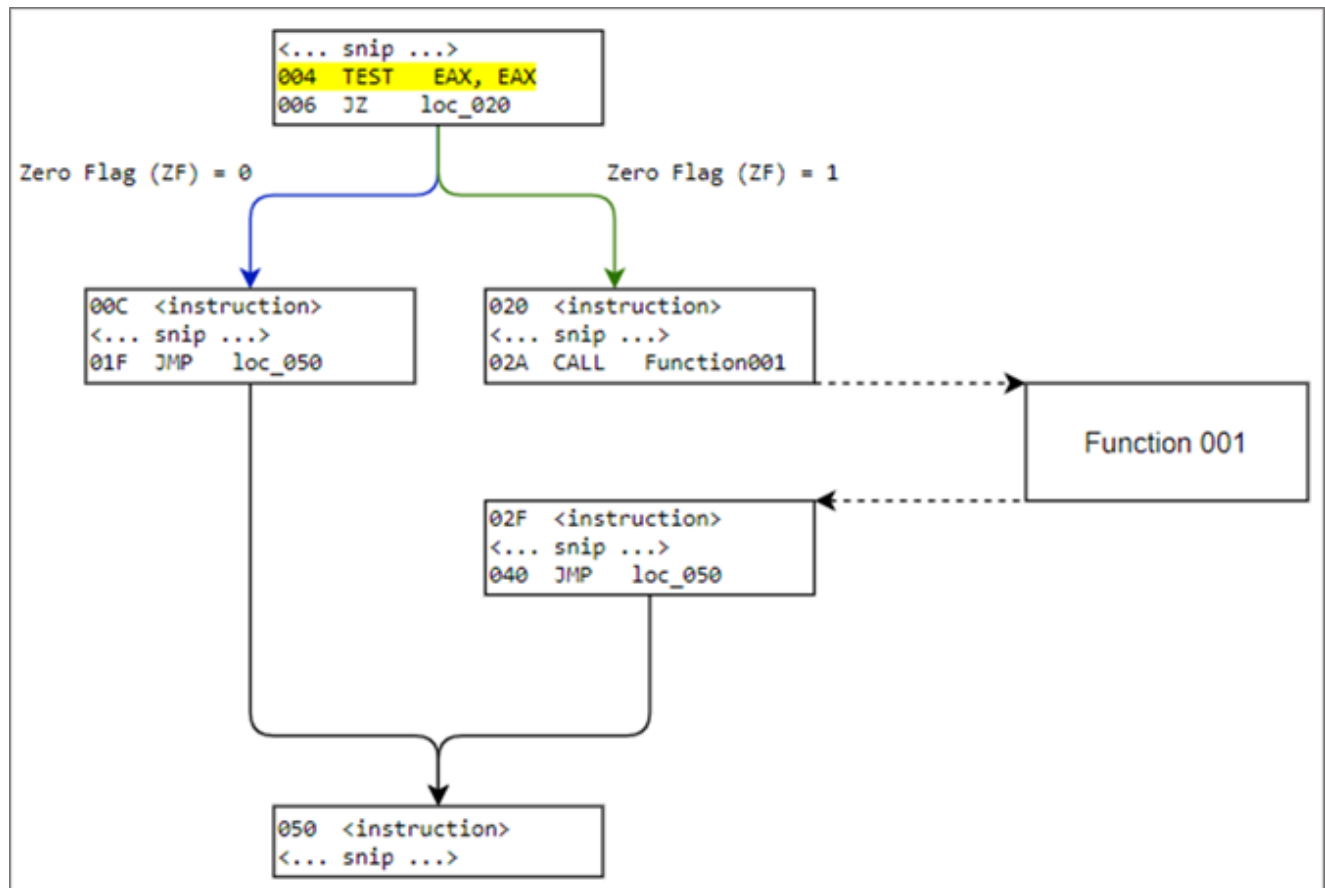 <... snip ...>
004 TEST EAX, EAX
006 JZ loc_020
Zero Flag (ZF) = 0
Zero Flag (ZF) = 1
00C <instruction>
<... snip ...>
01F JMP loc_050
020 <instruction>
<... snip ...>
02A CALL Function001
Function 001
02F <instruction>
<... snip ...>
040 JMP loc_050
050 <instruction>
<... snip ...>